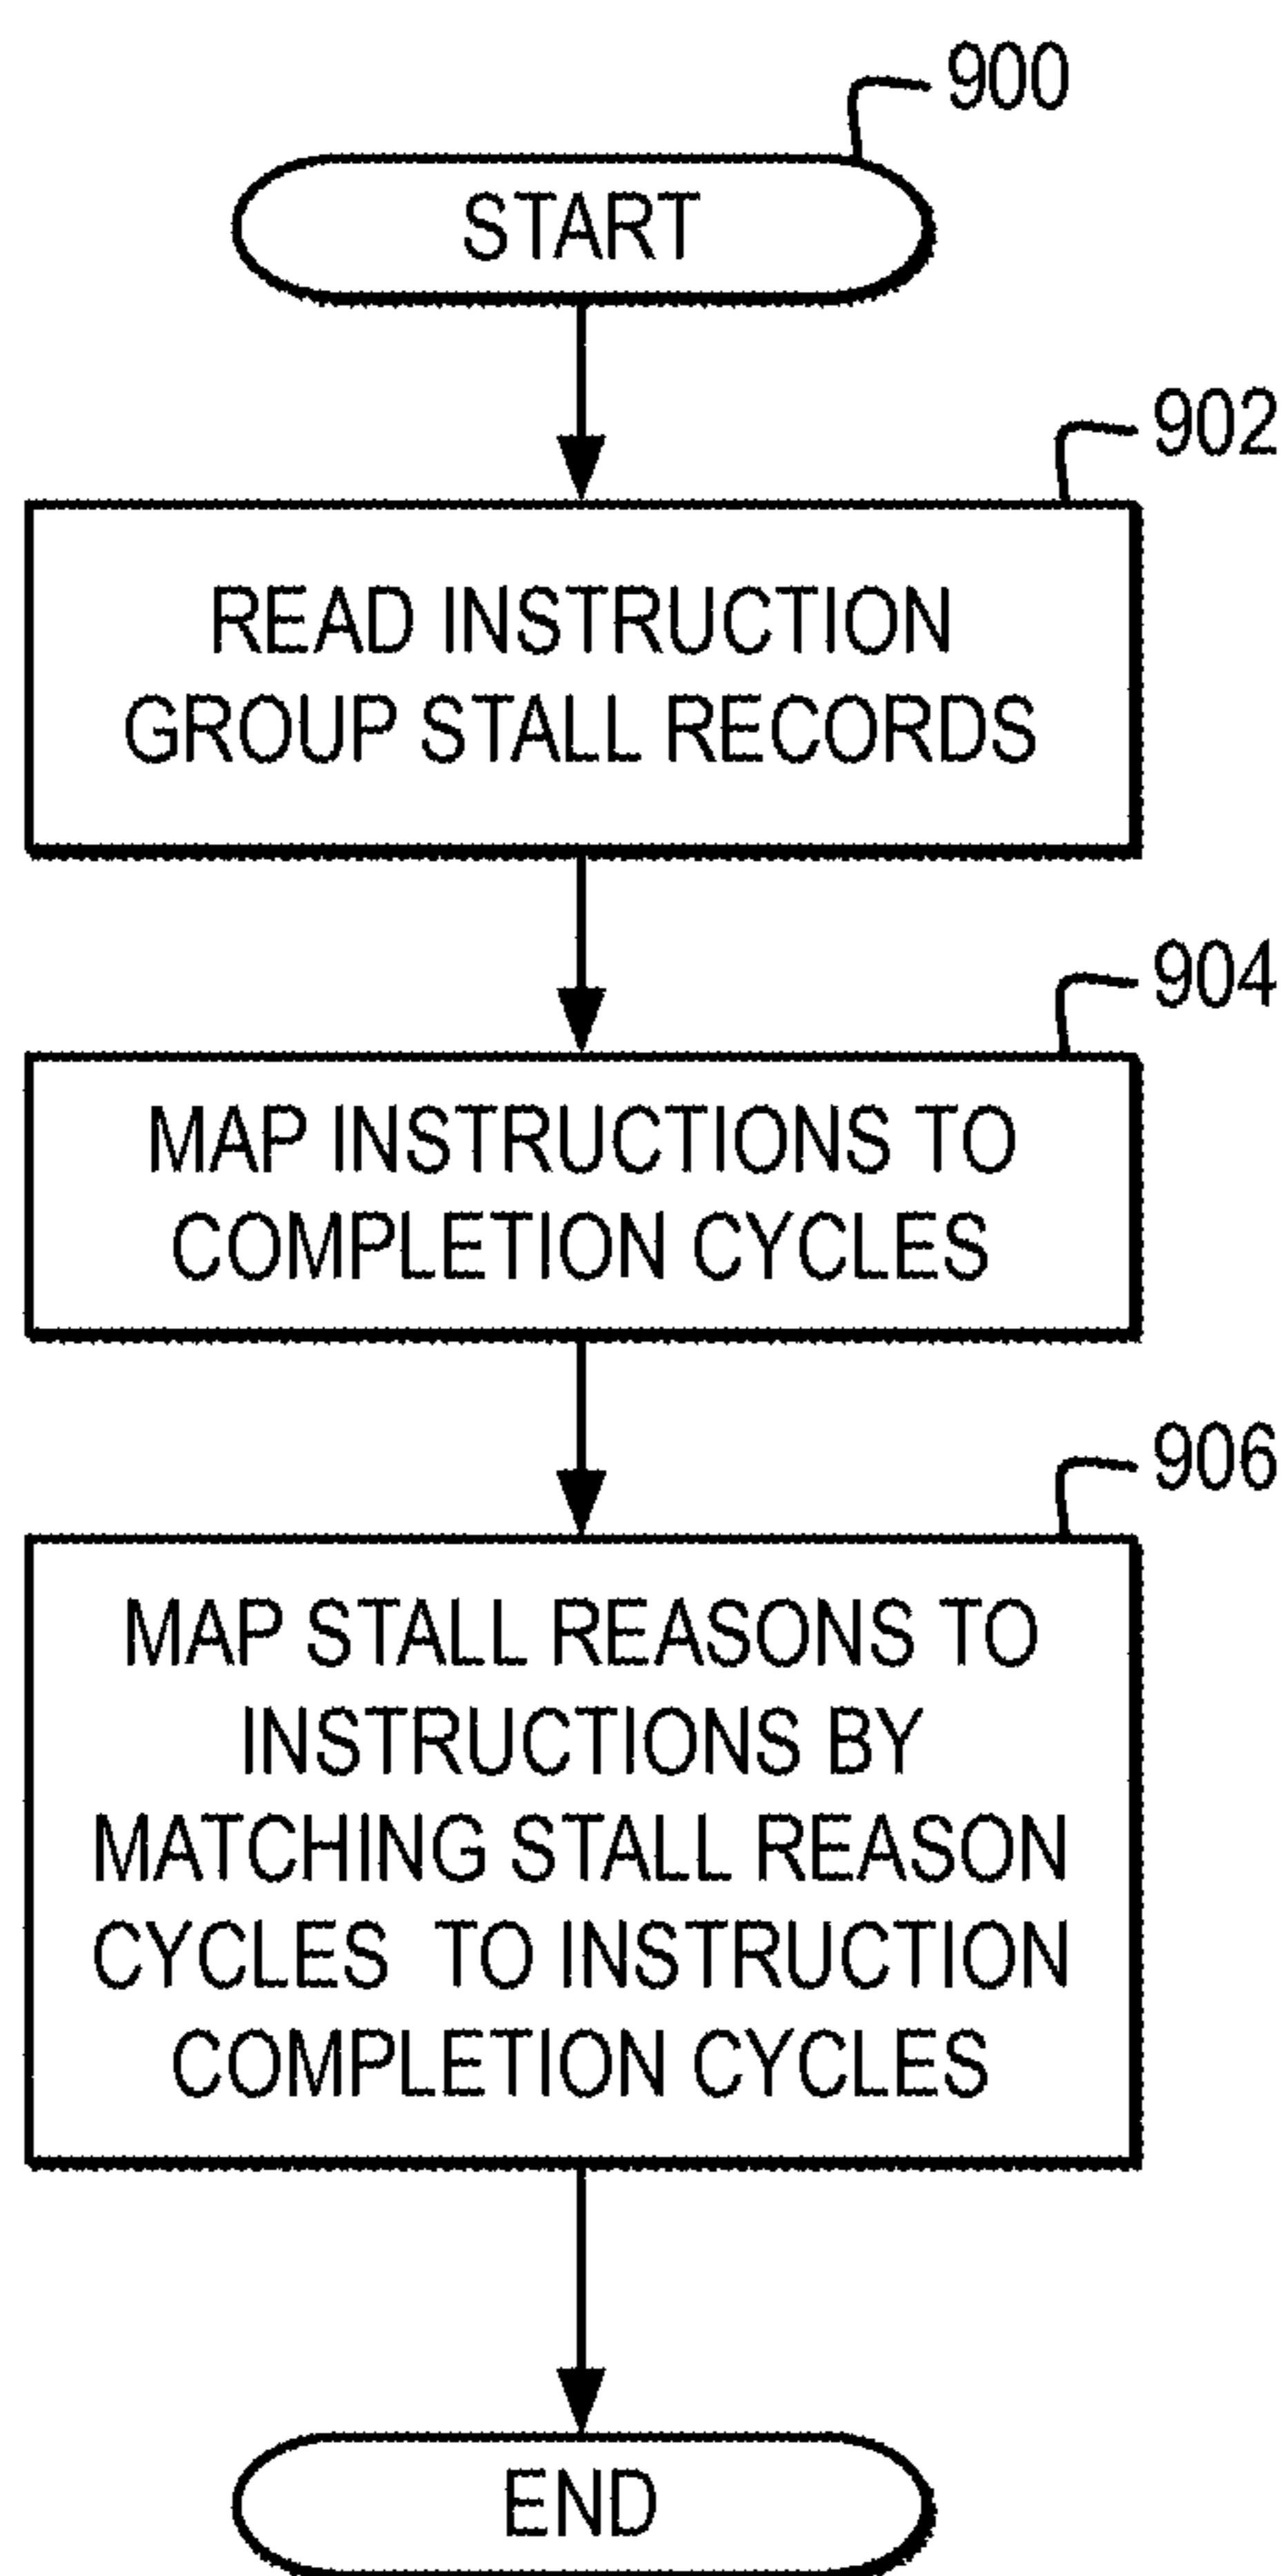 900
START
902
READ INSTRUCTION
GROUP STALL RECORDS
904
MAP INSTRUCTIONS TO
COMPLETION CYCLES
906
MAP STALL REASONS TO
INSTRUCTIONS BY
MATCHING STALL REASON
CYCLES TO INSTRUCTION
COMPLETION CYCLES
END